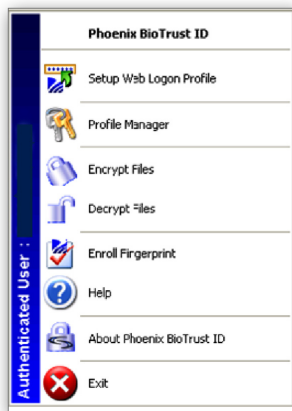 Phoenix BioTrust ID
Setup Web Logon Profile
Profile Manager
Encrypt Files
Decrypt Files
Enroll Fingerprint
Help
About Phoenix BioTrust ID
Exit
Authenticated User :